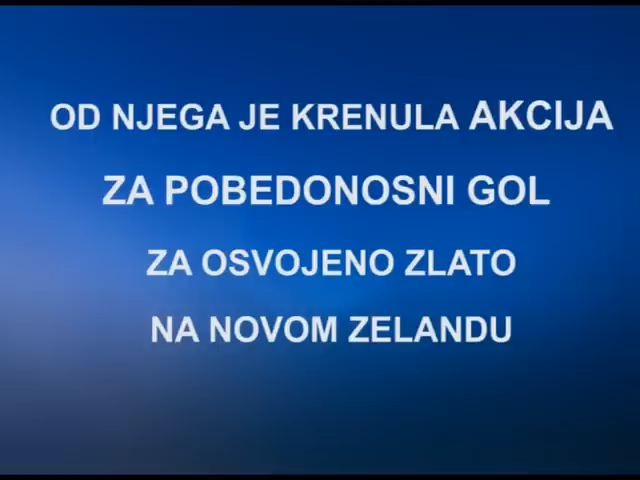 OD NJEGA JE KRENULA AKCIJA
ZA POBEDONOSNI GOL
ZA OSVOJENO ZLATO
NA NOVOM ZELANDU